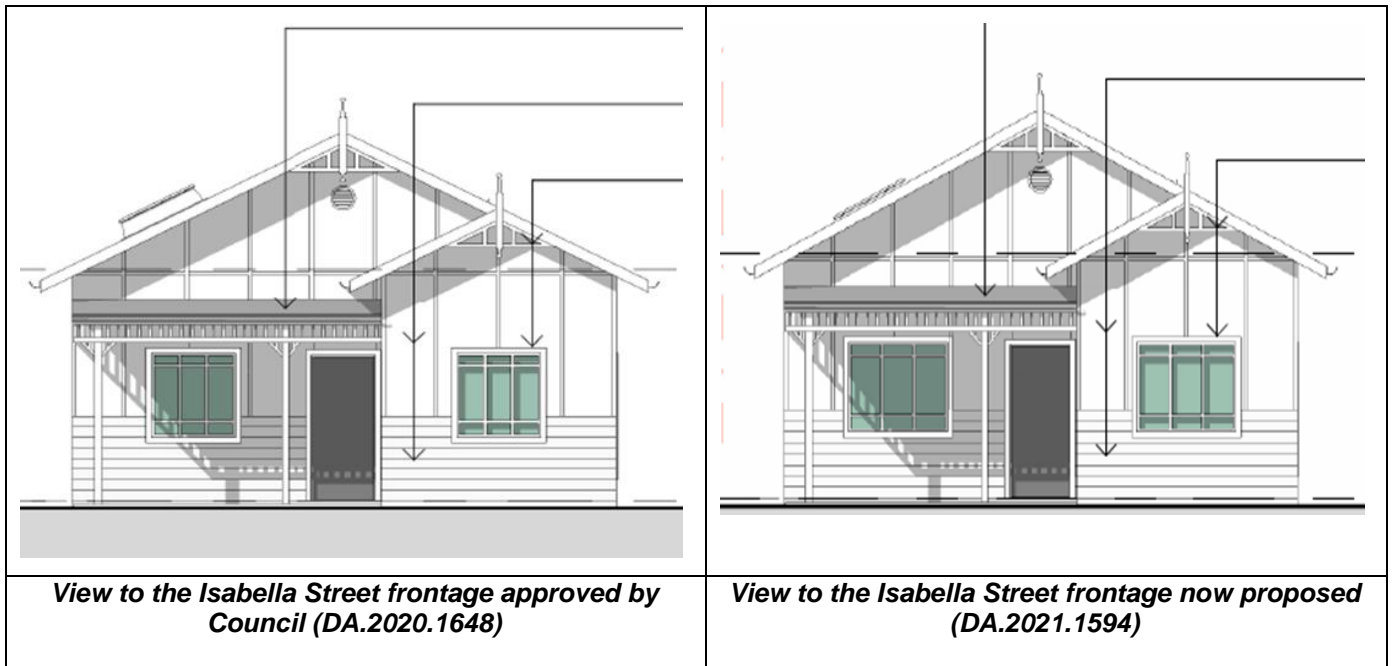 View to the Isabella Street frontage approved by
Council (DA.2020.1648)
View to the Isabella Street frontage now proposed
(DA.2021.1594)